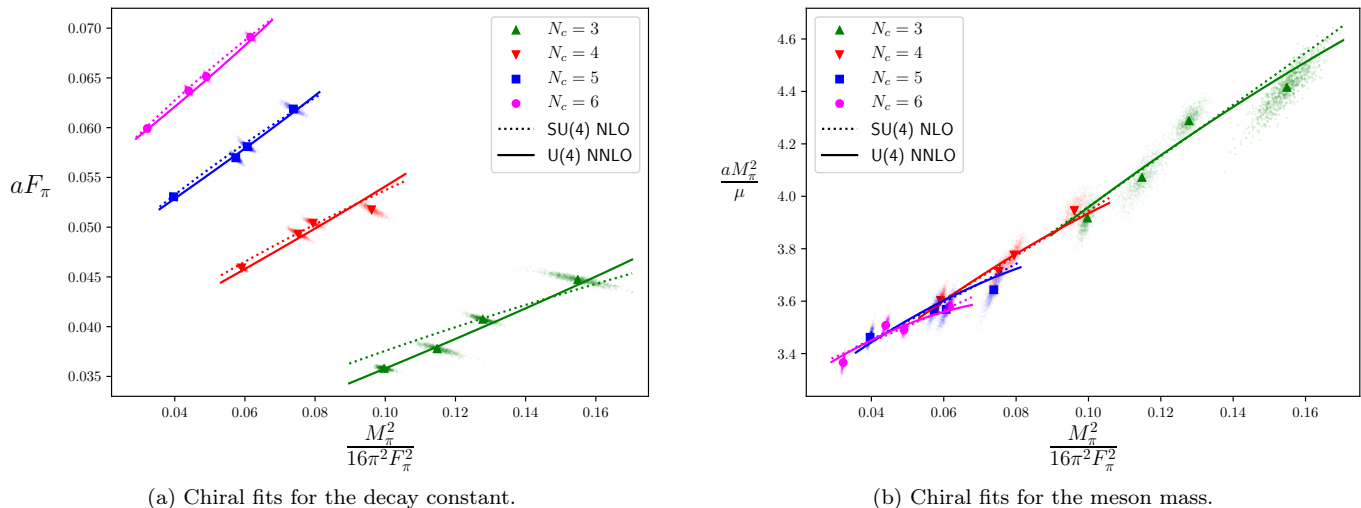 0.070
0.065
0.060
0.055
0.050
0.045
0.040
0.035
aF_π
0.04 0.06 0.08 0.10 0.12 0.14 0.16
M_π^2
16π^2F_π^2
N_c = 3
N_c = 4
N_c = 5
N_c = 6
SU(4) NLO
U(4) NNLO
(a) Chiral fits for the decay constant.
4.6
4.4
4.2
4.0
3.8
3.6
3.4
aM_π^2
μ
0.04 0.06 0.08 0.10 0.12 0.14 0.16
M_π^2
16π^2F_π^2
N_c = 3
N_c = 4
N_c = 5
N_c = 6
SU(4) NLO
U(4) NNLO
(b) Chiral fits for the meson mass.